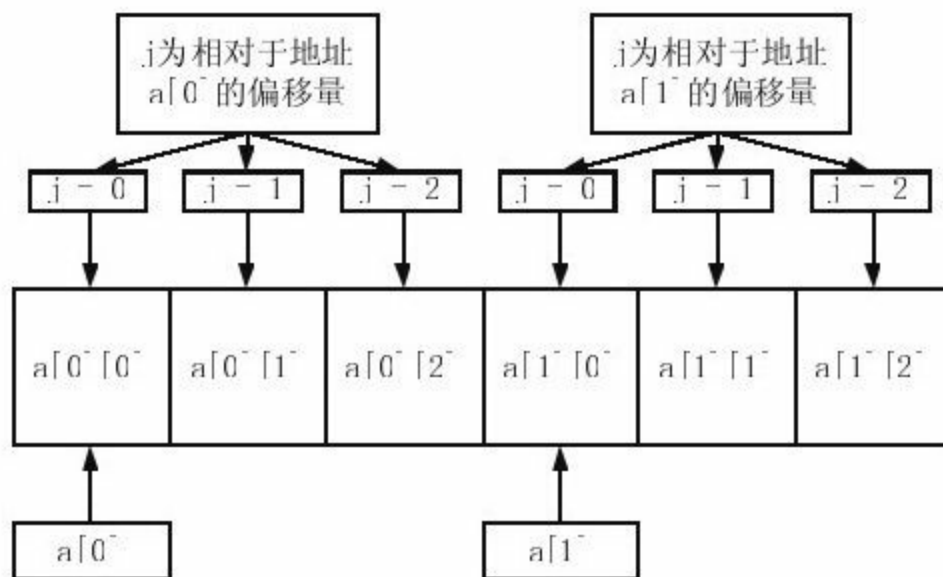 j为相对于地址
a[0]的偏移量
j为相对于地址
a[1]的偏移量
j = 0
j = 1
j = 2
j = 0
j = 1
j = 2
a[0][0]
a[0][1]
a[0][2]
a[1][0]
a[1][1]
a[1][2]
a[0]
a[1]